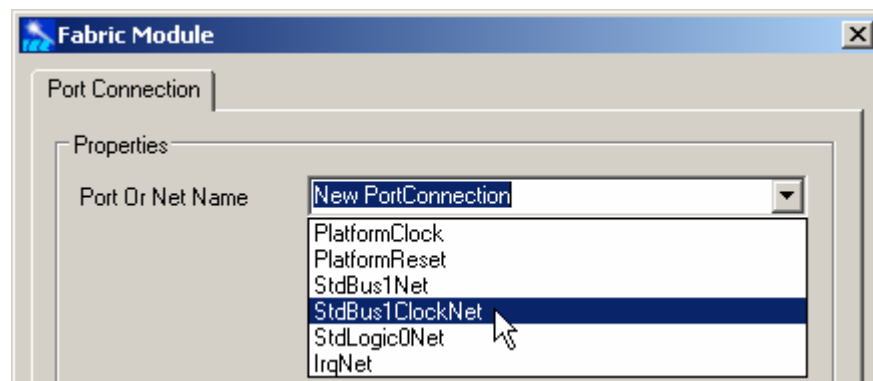 Fabric Module
Port Connection
Properties
Port Or Net Name New PortConnection
PlatformClock
PlatformReset
StdBus1Net
StdBus1ClockNet
StdLogic0Net
IrqNet